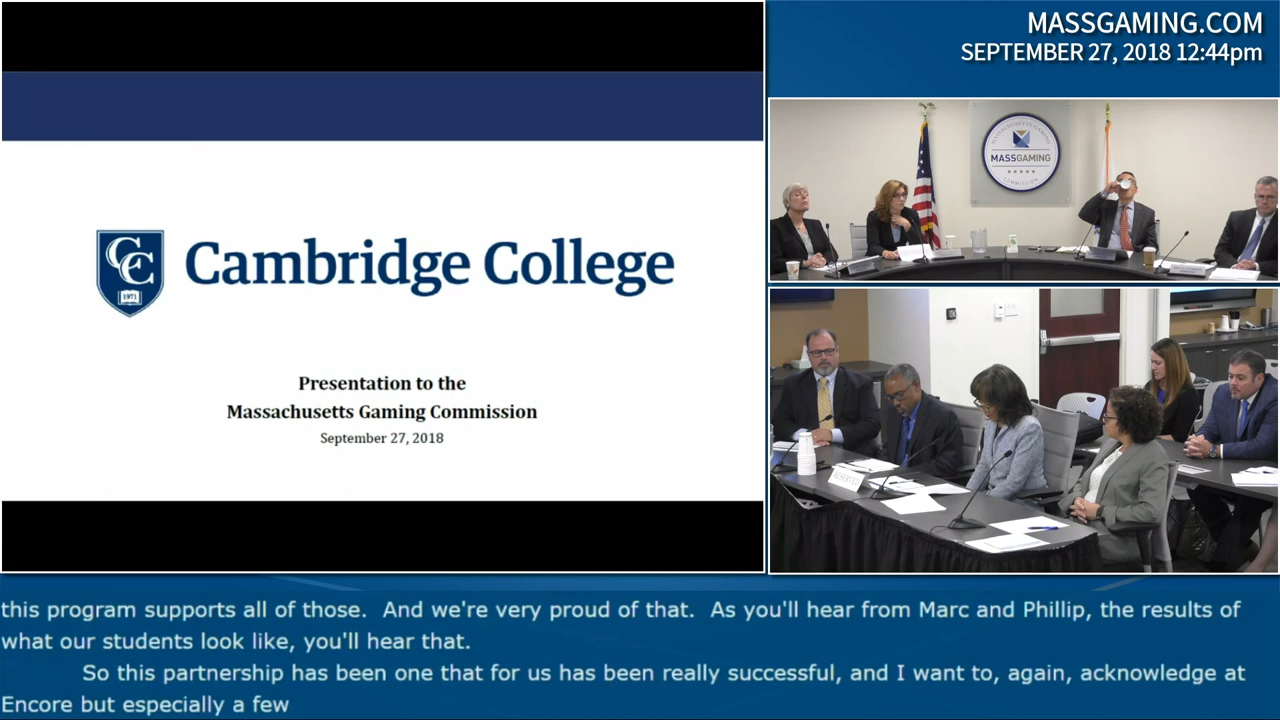 MASSGAMING.COM
SEPTEMBER 27, 2018 12:44pm
CC
1971
Cambridge College
Presentation to the
Massachusetts Gaming Commission
September 27, 2018
MASSACHUSETTS GAMING
MASSGAMING
COMMISSION
RESERVED
this program supports all of those.  And we're very proud of that.  As you'll hear from Marc and Phillip, the results of
what our students look like, you'll hear that.
So this partnership has been one that for us has been really successful, and I want to, again, acknowledge at
Encore but especially a few